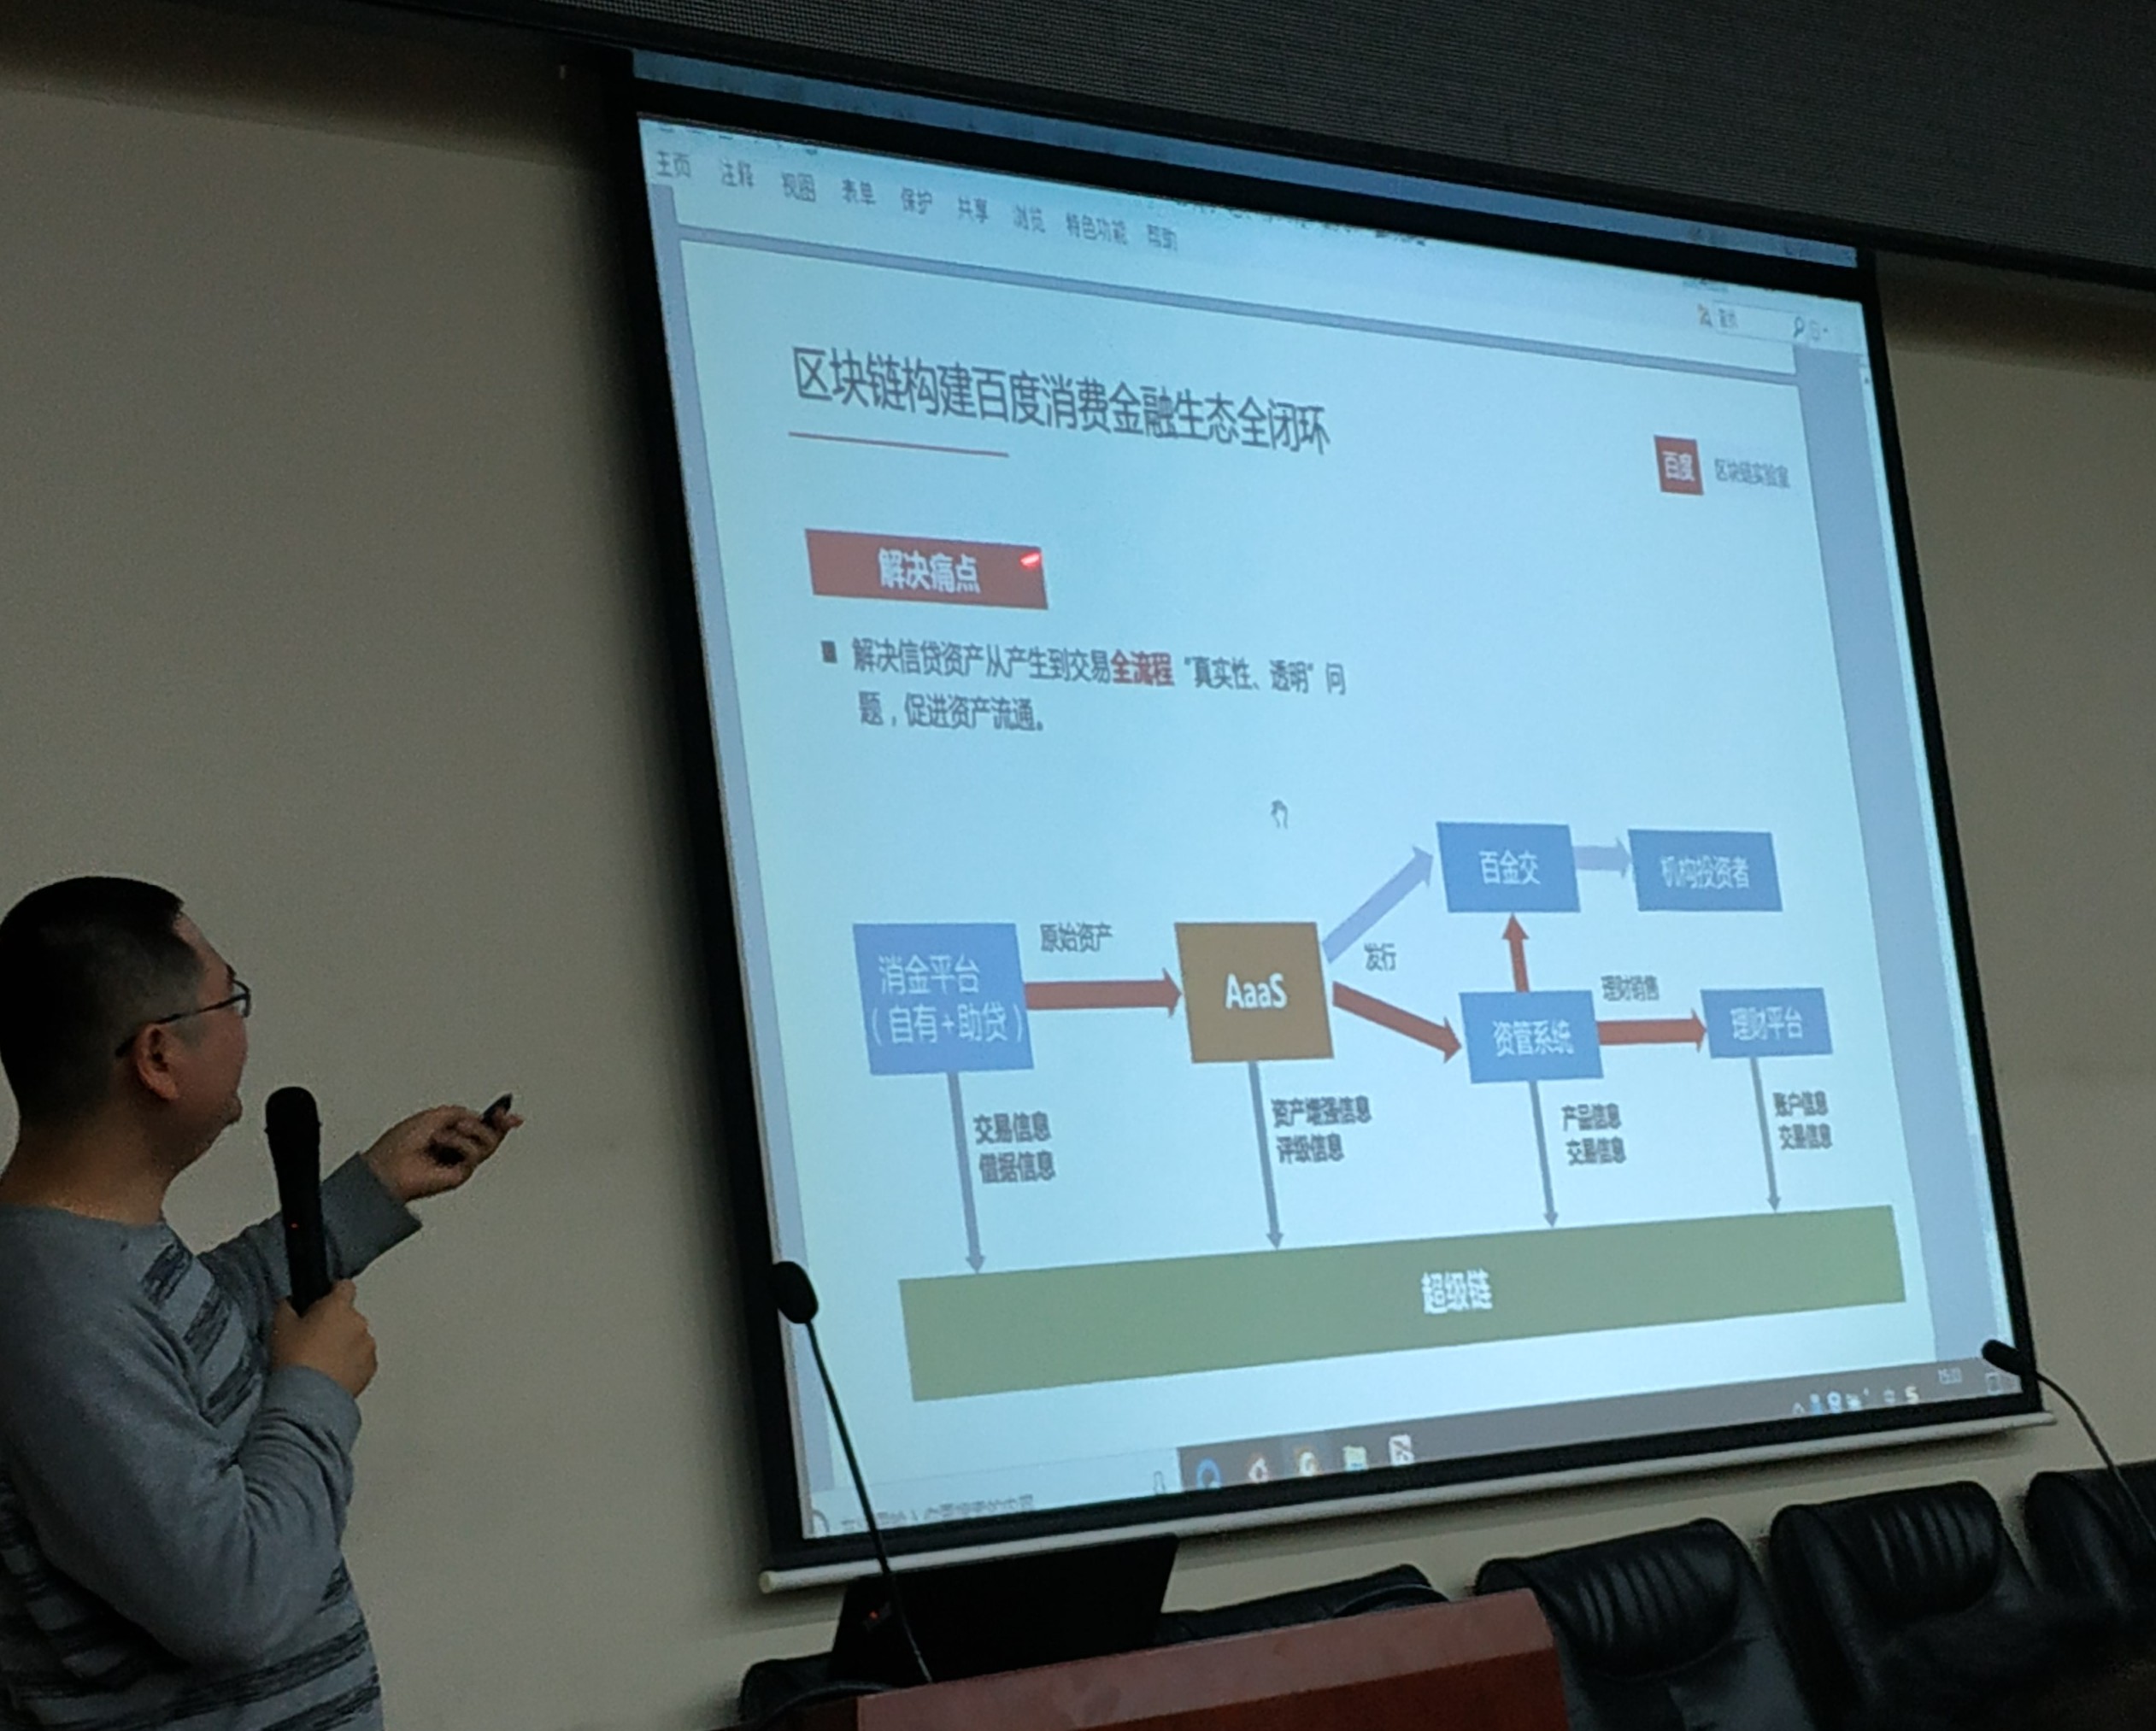 主页 注释 视图 表单 保护 共享 浏览 特色功能 帮助
查找
区块链构建百度消费金融生态全闭环
百度 区块链实验室
解决痛点
■ 解决信贷资产从产生到交易全流程“真实性、透明”问
题，促进资产流通。
百金交
机构投资者
消金平台
（自有+助贷）
原始资产
AaaS
发行
资管系统
理财销售
理财平台
交易信息
借据信息
资产增强信息
评级信息
产品信息
交易信息
账户信息
交易信息
超级链